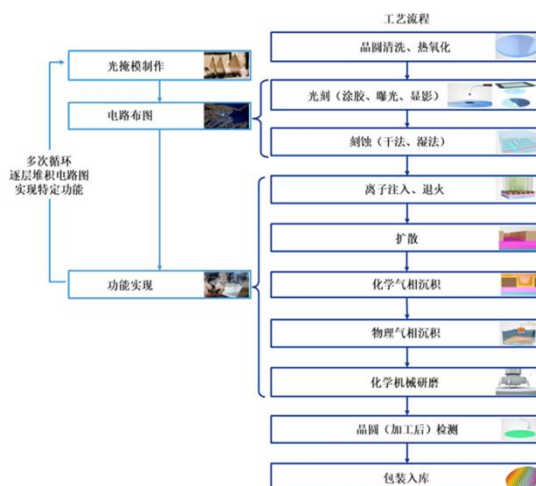 工艺流程
晶圆清洗、热氧化
光掩模制作
光刻（涂胶、曝光、显影）
电路布图
刻蚀（干法、湿法）
多次循环
逐层堆积电路图
实现特定功能
离子注入、退火
扩散
功能实现
化学气相沉积
物理气相沉积
化学机械研磨
晶圆（加工后）检测
包装入库